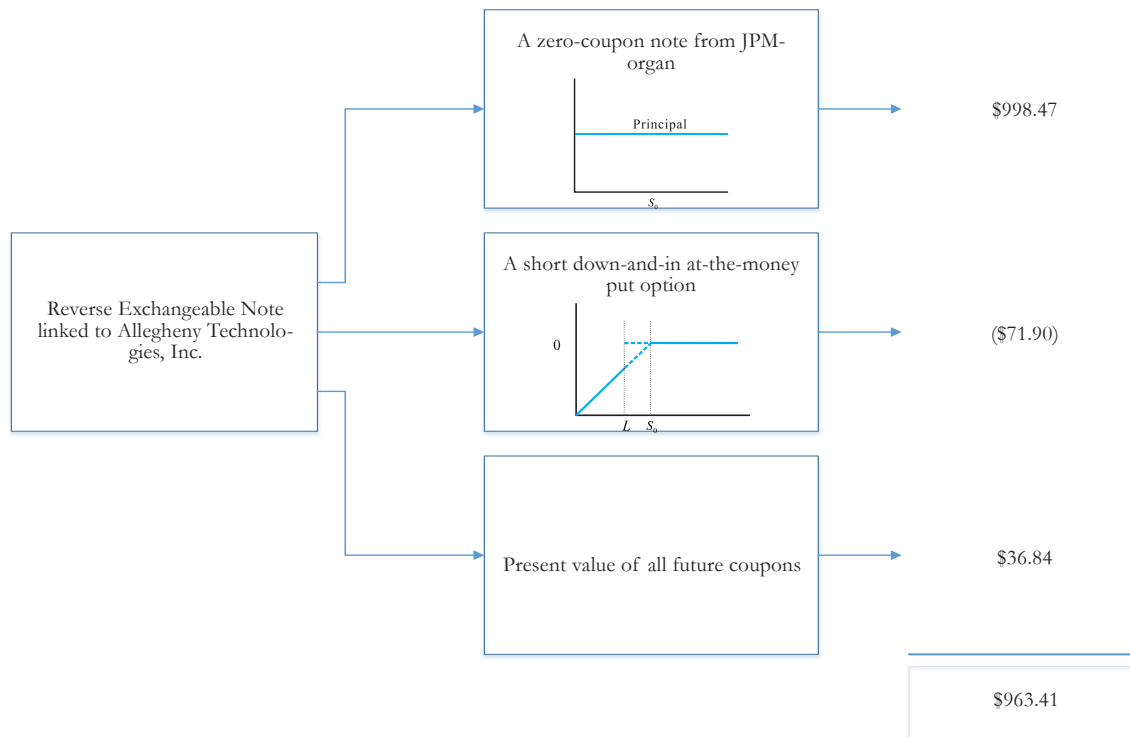 A zero-coupon note from JPM-
organ
Principal
S₀
$998.47
Reverse Exchangeable Note
linked to Allegheny Technolo-
gies, Inc.
A short down-and-in at-the-money
put option
0
L S₀
($71.90)
Present value of all future coupons
$36.84
$963.41